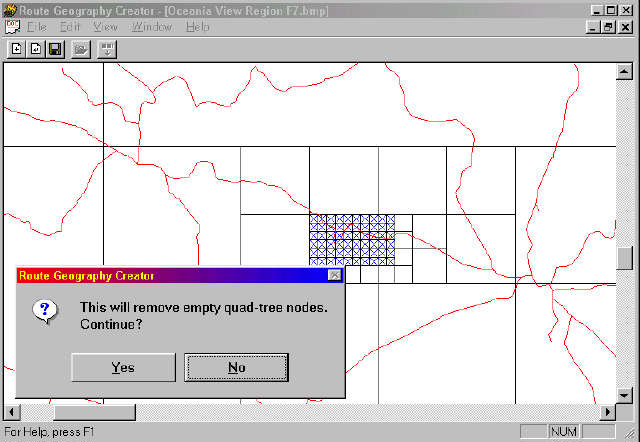 Route Geography Creator - [Oceania View Region F7.bmp]
File Edit View Window Help
Route Geography Creator
This will remove empty quad-tree nodes.
Continue?
Yes No
For Help, press F1 NUM